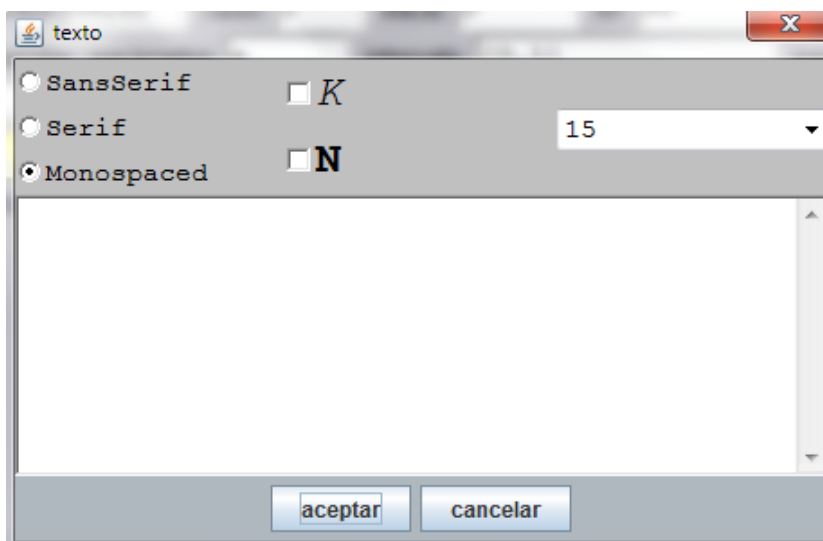 texto
SansSerif
K
Serif
15
N
Monospaced
aceptar cancelar